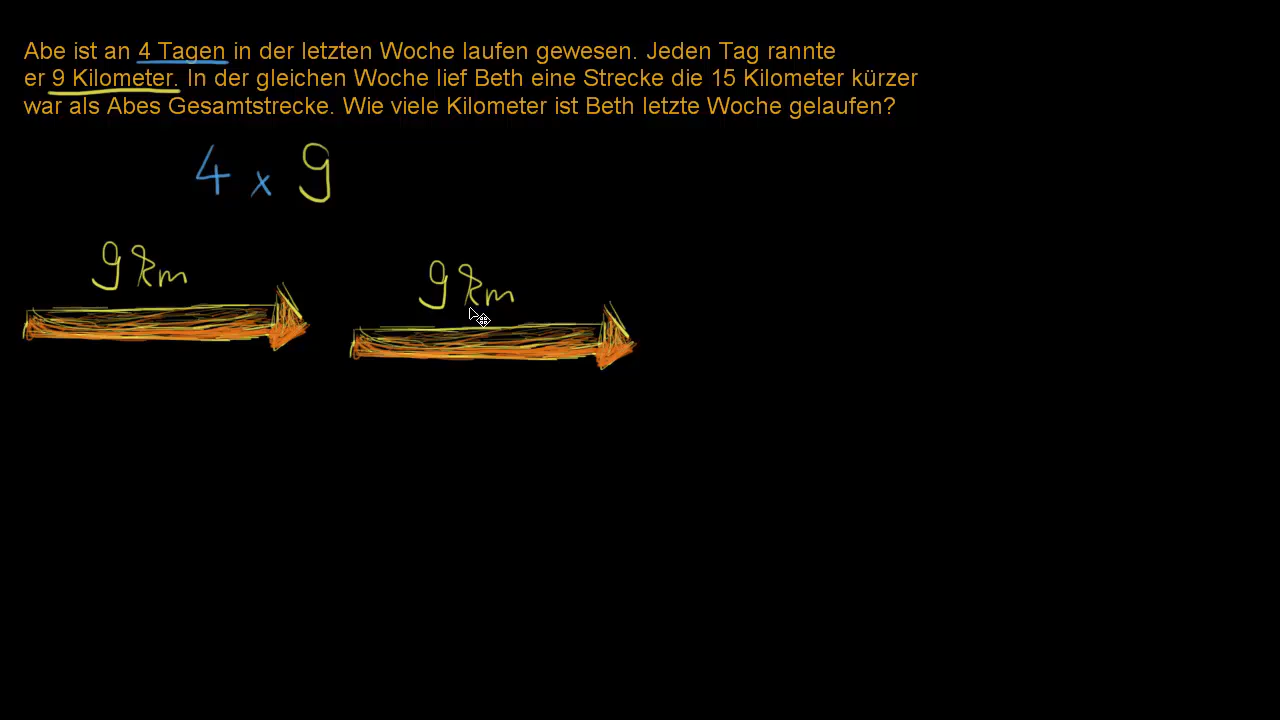 Abe ist an 4 Tagen in der letzten Woche laufen gewesen. Jeden Tag rannte
er 9 Kilometer. In der gleichen Woche lief Beth eine Strecke die 15 Kilometer kürzer
war als Abes Gesamtstrecke. Wie viele Kilometer ist Beth letzte Woche gelaufen?
4 x 9
9 km
9 km